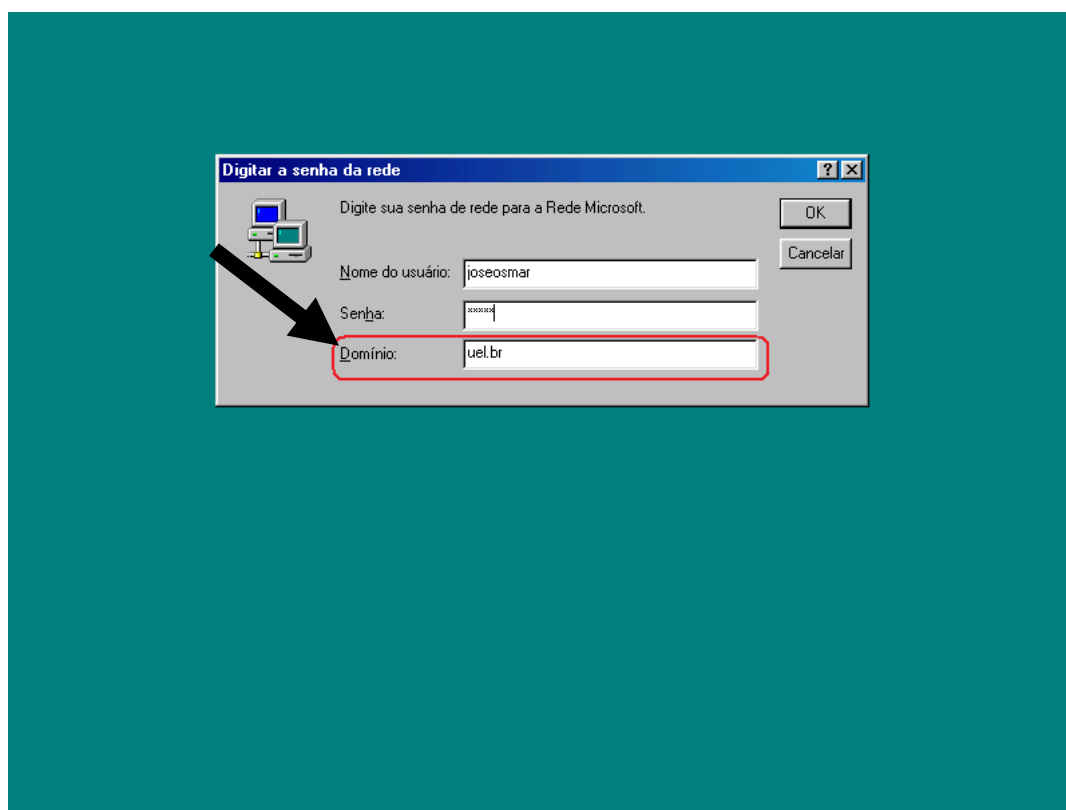 Digitar a senha da rede
Digite sua senha de rede para a Rede Microsoft.
OK
Cancelar
Nome do usuário: joseosmar
Senha: *****
Domínio: uel.br